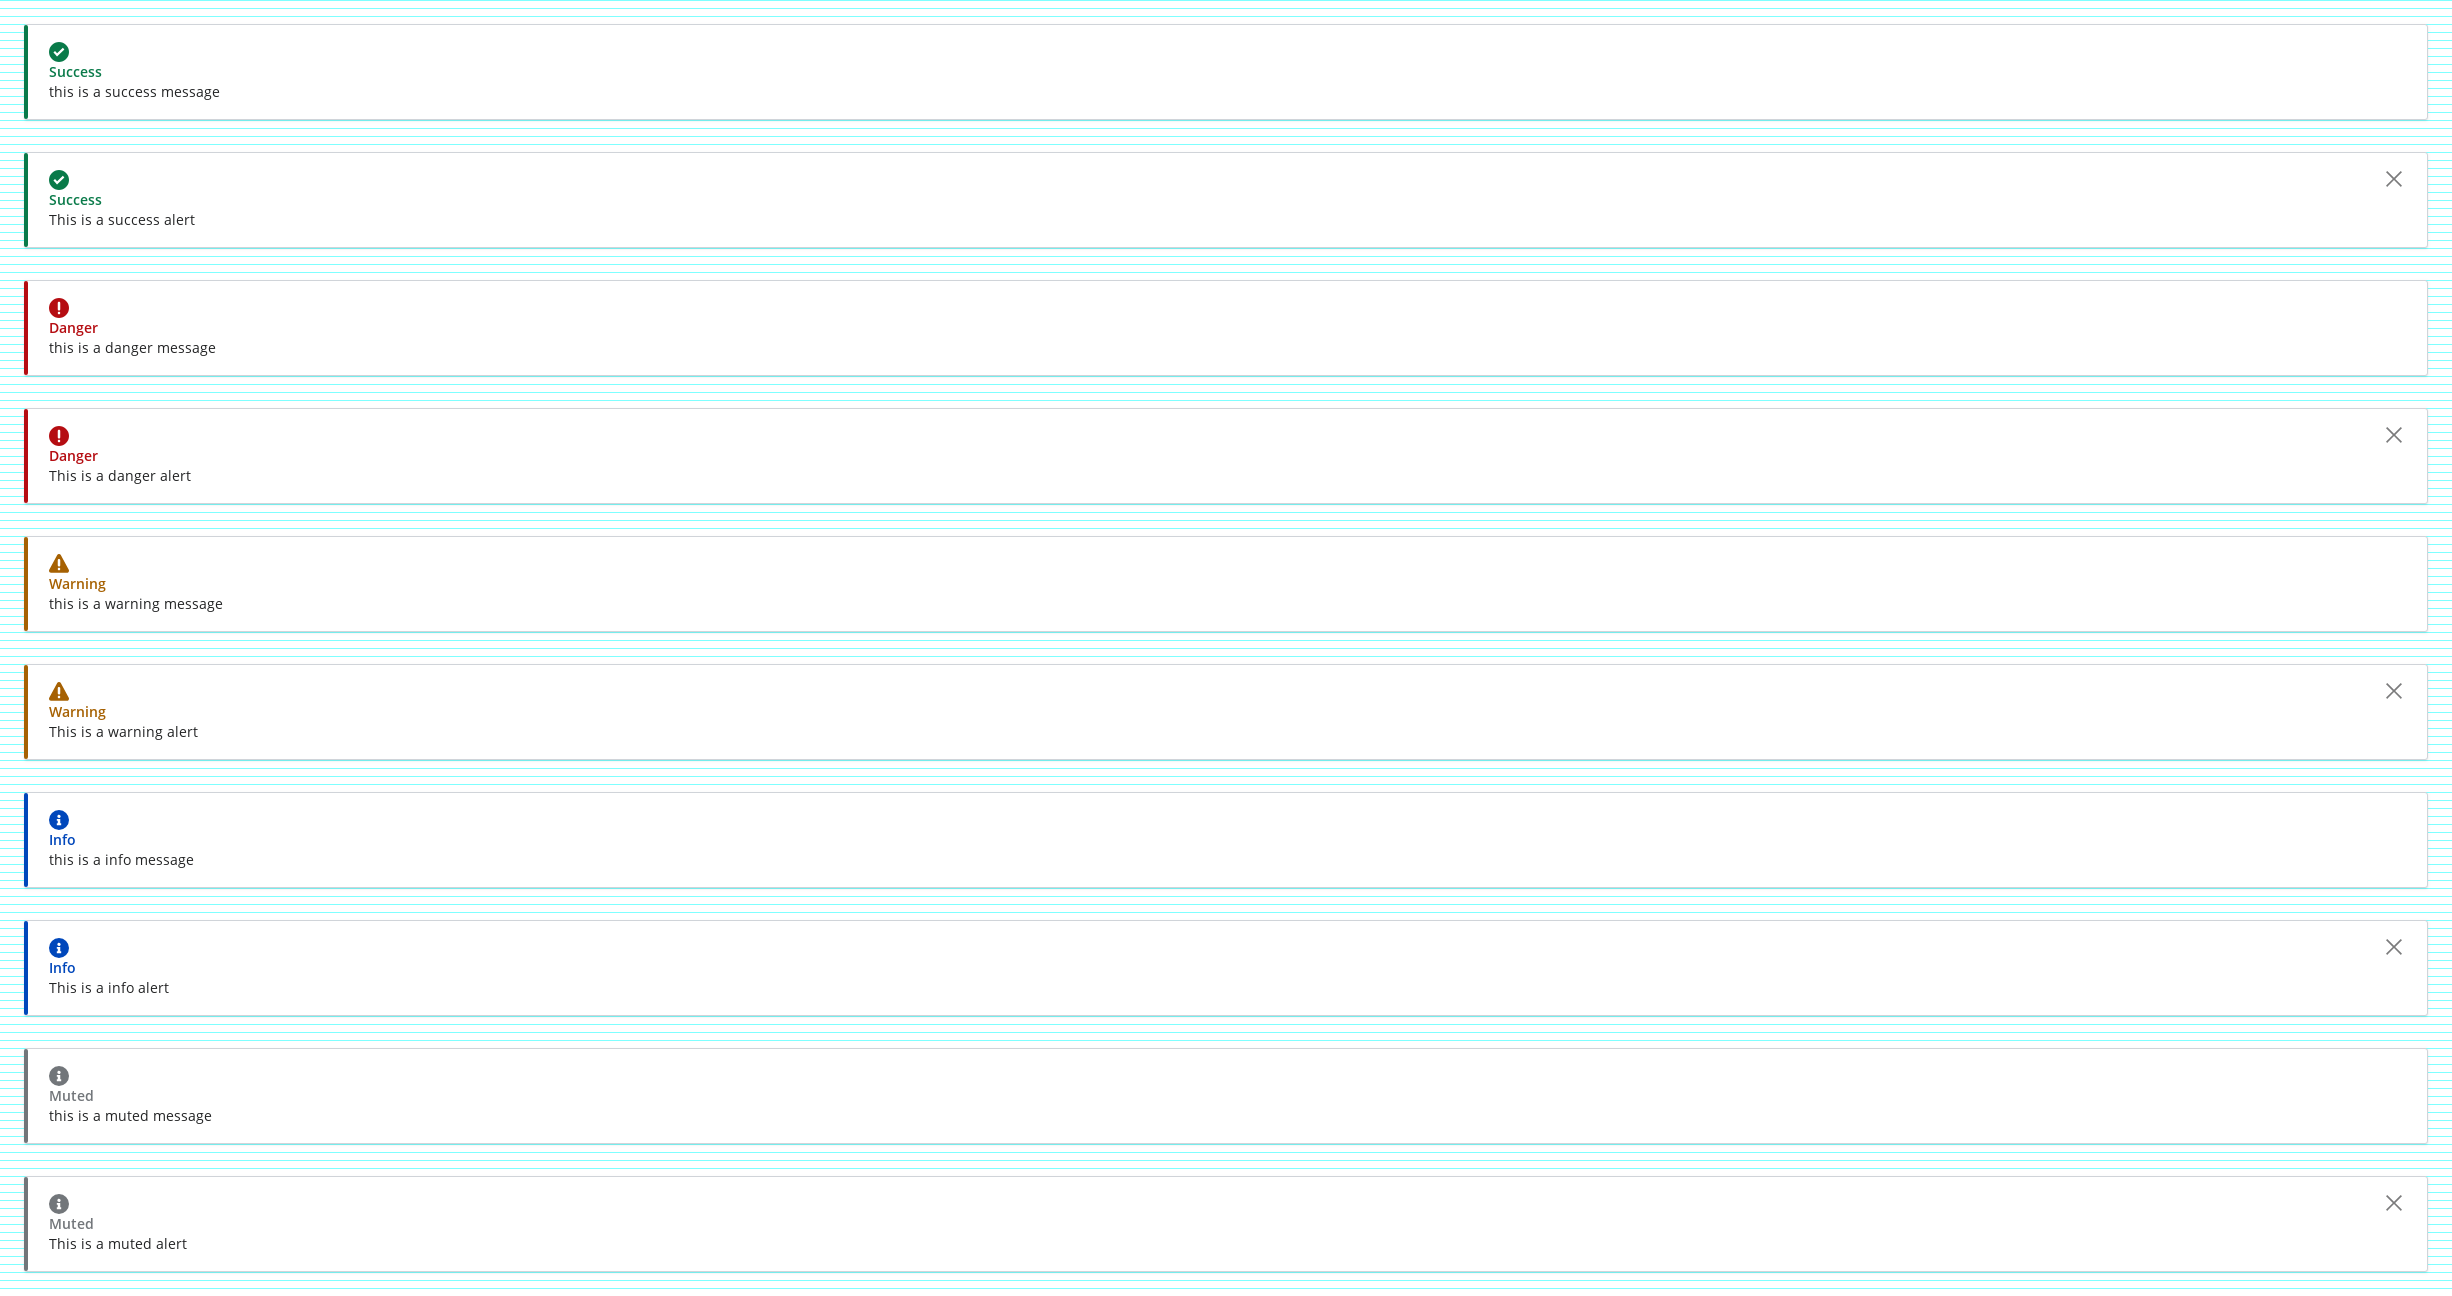 Success
this is a success message
Success
This is a success alert
Danger
this is a danger message
Danger
This is a danger alert
Warning
this is a warning message
Warning
This is a warning alert
Info
this is a info message
Info
This is a info alert
Muted
this is a muted message
Muted
This is a muted alert